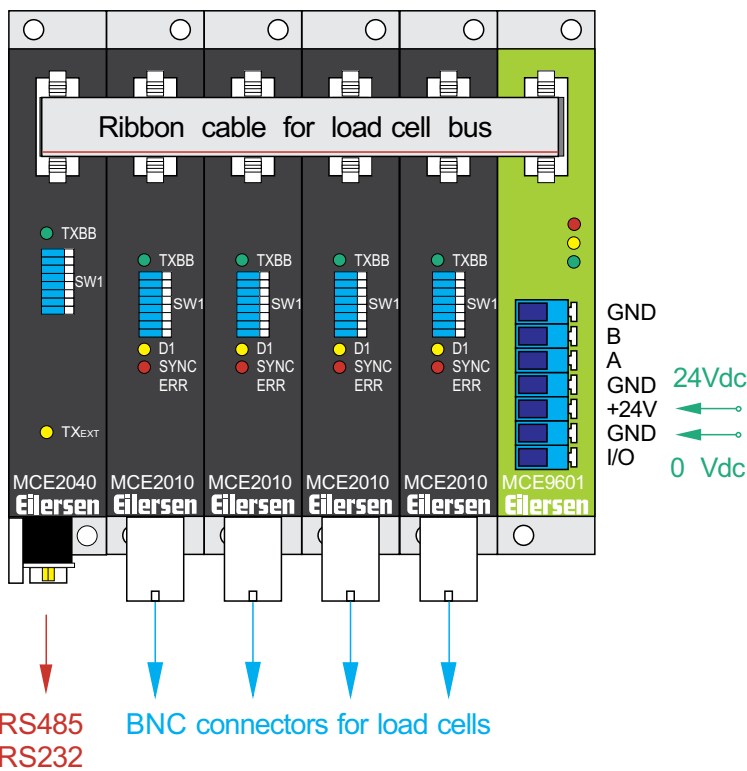 Ribbon cable for load cell bus
TXBB
SW1
TXEXT
MCE2040
Eilersen
TXBB
SW1
D1
SYNC
ERR
MCE2010
Eilersen
TXBB
SW1
D1
SYNC
ERR
MCE2010
Eilersen
TXBB
SW1
D1
SYNC
ERR
MCE2010
Eilersen
TXBB
SW1
D1
SYNC
ERR
MCE2010
Eilersen
MCE9601
Eilersen
GND
B
A
GND
+24V
GND
I/O
24Vdc
0 Vdc
RS485
RS232
BNC connectors for load cells